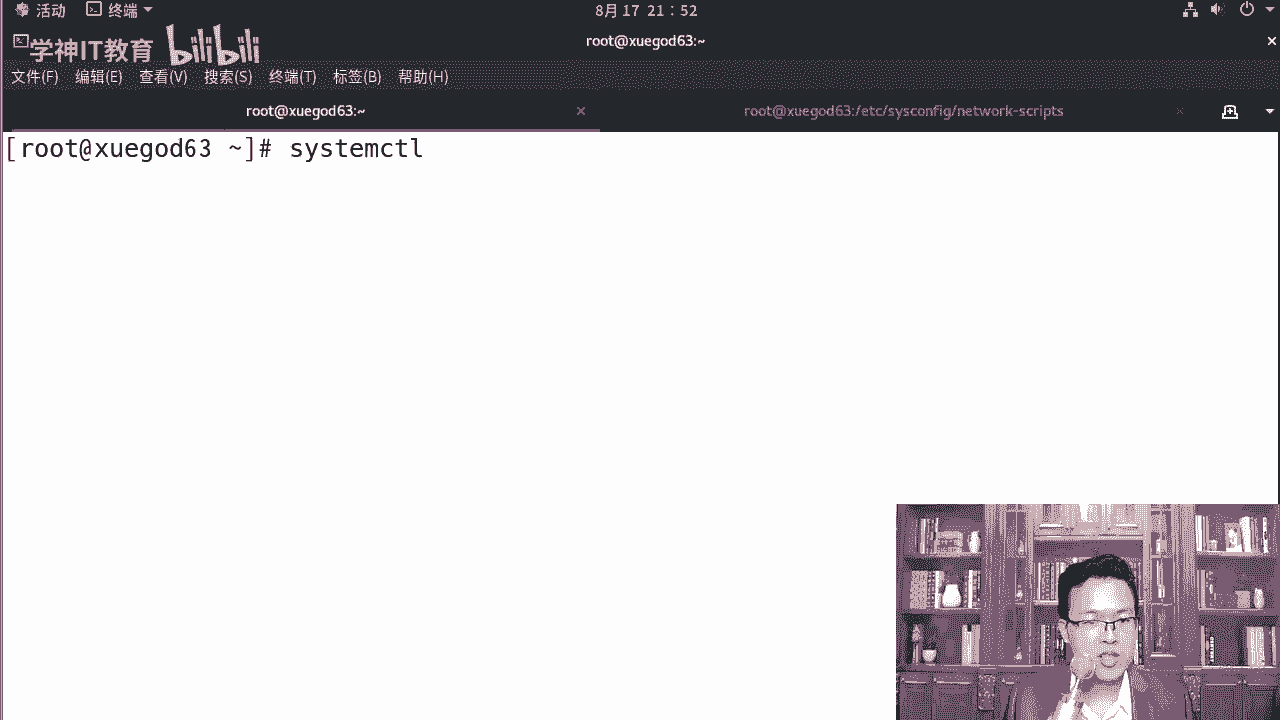 活动 终端 8月 17 21：52
学神IT教育 bilibili root@xuegod63:~
文件(F) 编辑(E) 查看(V) 搜索(S) 终端(T) 标签(B) 帮助(H)
root@xuegod63:~ root@xuegod63:/etc/sysconfig/network-scripts
[root@xuegod63 ~]# systemctl